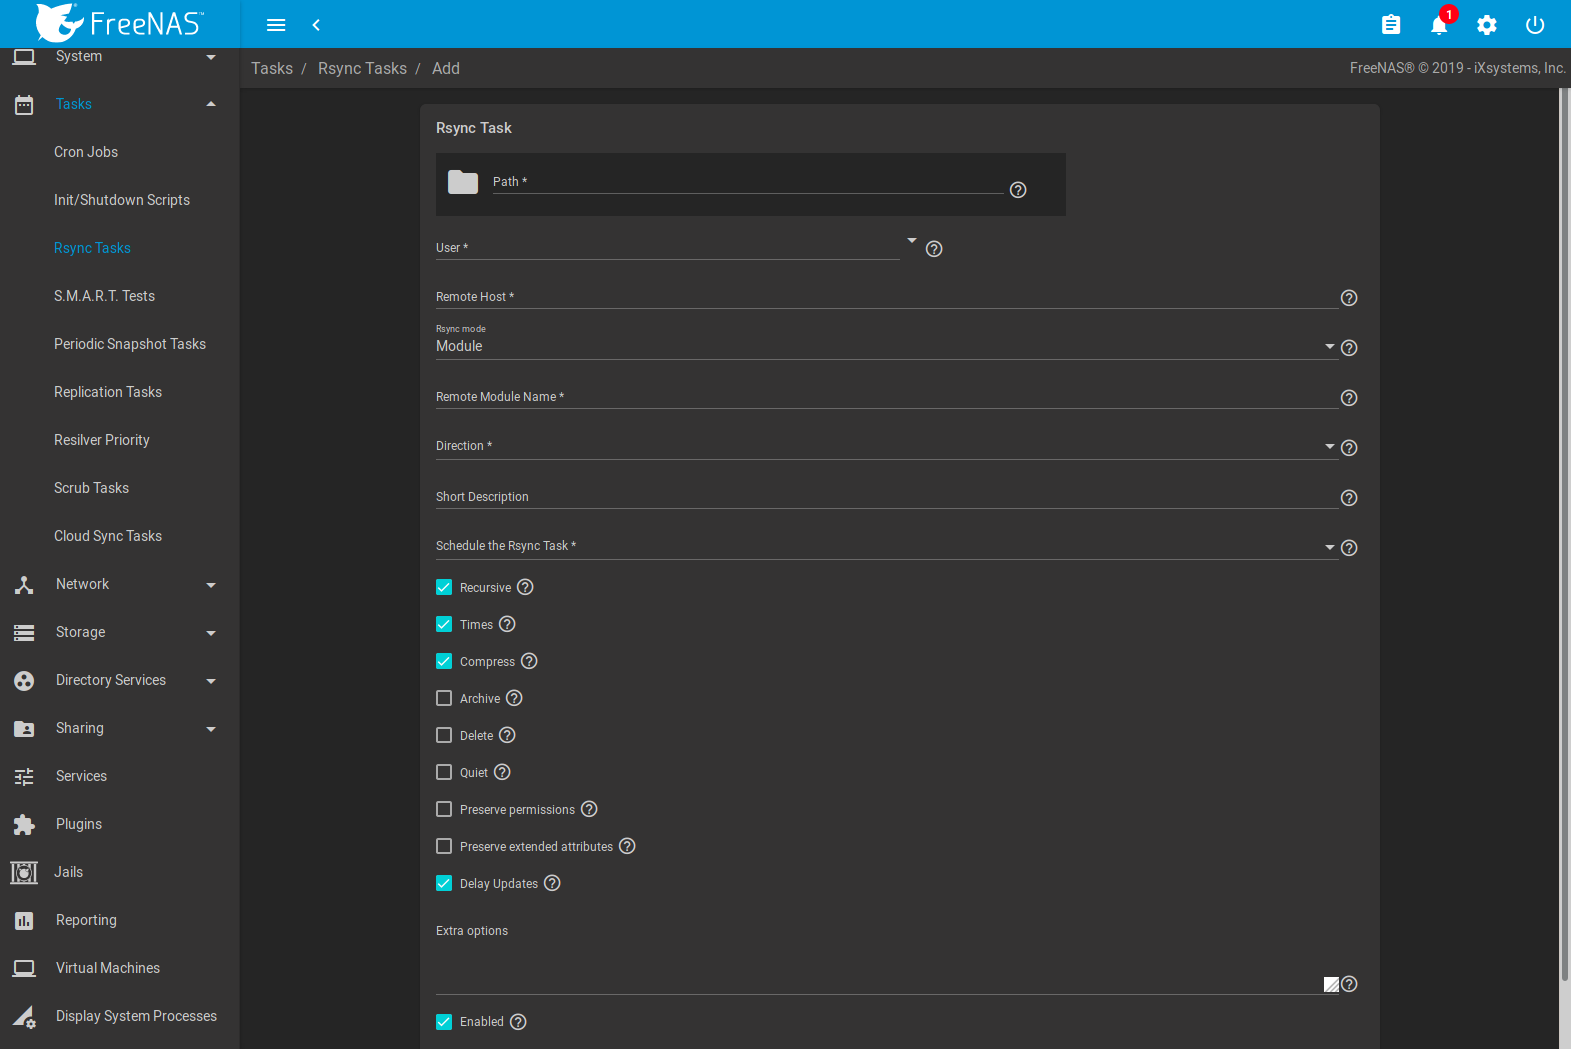 FreeNAS™
1
Tasks / Rsync Tasks / Add
FreeNAS® © 2019 - iXsystems, Inc.
System
Tasks
Cron Jobs
Init/Shutdown Scripts
Rsync Tasks
S.M.A.R.T. Tests
Periodic Snapshot Tasks
Replication Tasks
Resilver Priority
Scrub Tasks
Cloud Sync Tasks
Network
Storage
Directory Services
Sharing
Services
Plugins
Jails
Reporting
Virtual Machines
Display System Processes
Rsync Task
Path *
User *
Remote Host *
Rsync mode
Module
Remote Module Name *
Direction *
Short Description
Schedule the Rsync Task *
Recursive
Times
Compress
Archive
Delete
Quiet
Preserve permissions
Preserve extended attributes
Delay Updates
Extra options
Enabled